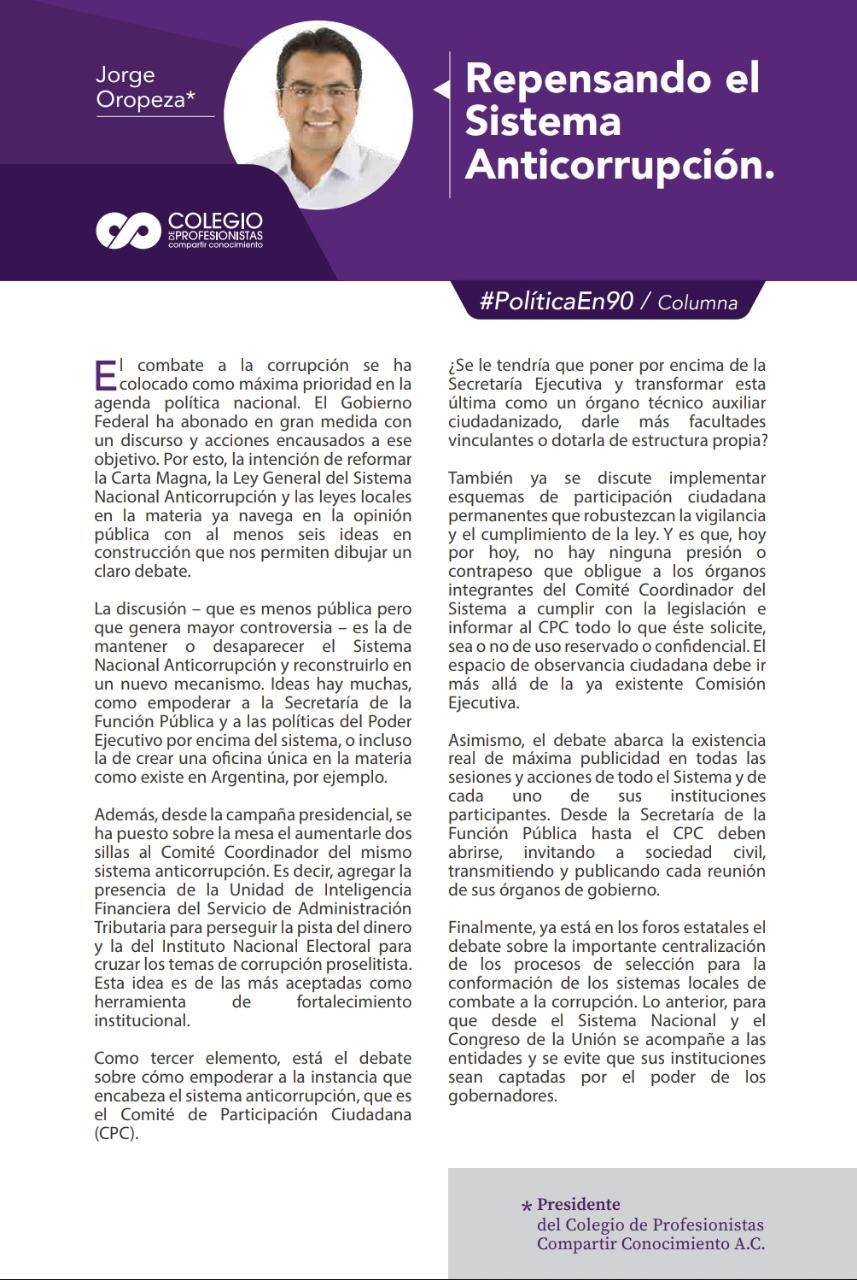 Jorge
Oropeza*
Repensando el
Sistema
Anticorrupción.
COLEGIO
DE PROFESIONISTAS
compartir conocimiento
#PolíticaEn90 / Columna
El combate a la corrupción se ha
colocado como máxima prioridad en la
agenda política nacional. El Gobierno
Federal ha abonado en gran medida con
un discurso y acciones encausados a ese
objetivo. Por esto, la intención de reformar
la Carta Magna, la Ley General del Sistema
Nacional Anticorrupción y las leyes locales
en la materia ya navega en la opinión
pública con al menos seis ideas en
construcción que nos permiten dibujar un
claro debate.
La discusión – que es menos pública pero
que genera mayor controversia – es la de
mantener o desaparecer el Sistema
Nacional Anticorrupción y reconstruirlo en
un nuevo mecanismo. Ideas hay muchas,
como empoderar a la Secretaría de la
Función Pública y a las políticas del Poder
Ejecutivo por encima del sistema, o incluso
la de crear una oficina única en la materia
como existe en Argentina, por ejemplo.
Además, desde la campaña presidencial, se
ha puesto sobre la mesa el aumentarle dos
sillas al Comité Coordinador del mismo
sistema anticorrupción. Es decir, agregar la
presencia de la Unidad de Inteligencia
Financiera del Servicio de Administración
Tributaria para perseguir la pista del dinero
y la del Instituto Nacional Electoral para
cruzar los temas de corrupción proselitista.
Esta idea es de las más aceptadas como
herramienta de fortalecimiento
institucional.
Como tercer elemento, está el debate
sobre cómo empoderar a la instancia que
encabeza el sistema anticorrupción, que es
el Comité de Participación Ciudadana
(CPC).
¿Se le tendría que poner por encima de la
Secretaría Ejecutiva y transformar esta
última como un órgano técnico auxiliar
ciudadanizado, darle más facultades
vinculantes o dotarla de estructura propia?
También ya se discute implementar
esquemas de participación ciudadana
permanentes que robustezcan la vigilancia
y el cumplimiento de la ley. Y es que, hoy
por hoy, no hay ninguna presión o
contrapeso que obligue a los órganos
integrantes del Comité Coordinador del
Sistema a cumplir con la legislación e
informar al CPC todo lo que éste solicite,
sea o no de uso reservado o confidencial. El
espacio de observancia ciudadana debe ir
más allá de la ya existente Comisión
Ejecutiva.
Asimismo, el debate abarca la existencia
real de máxima publicidad en todas las
sesiones y acciones de todo el Sistema y de
cada uno de sus instituciones
participantes. Desde la Secretaría de la
Función Pública hasta el CPC deben
abrirse, invitando a sociedad civil,
transmitiendo y publicando cada reunión
de sus órganos de gobierno.
Finalmente, ya está en los foros estatales el
debate sobre la importante centralización
de los procesos de selección para la
conformación de los sistemas locales de
combate a la corrupción. Lo anterior, para
que desde el Sistema Nacional y el
Congreso de la Unión se acompañe a las
entidades y se evite que sus instituciones
sean captadas por el poder de los
gobernadores.
* Presidente
del Colegio de Profesionistas
Compartir Conocimiento A.C.